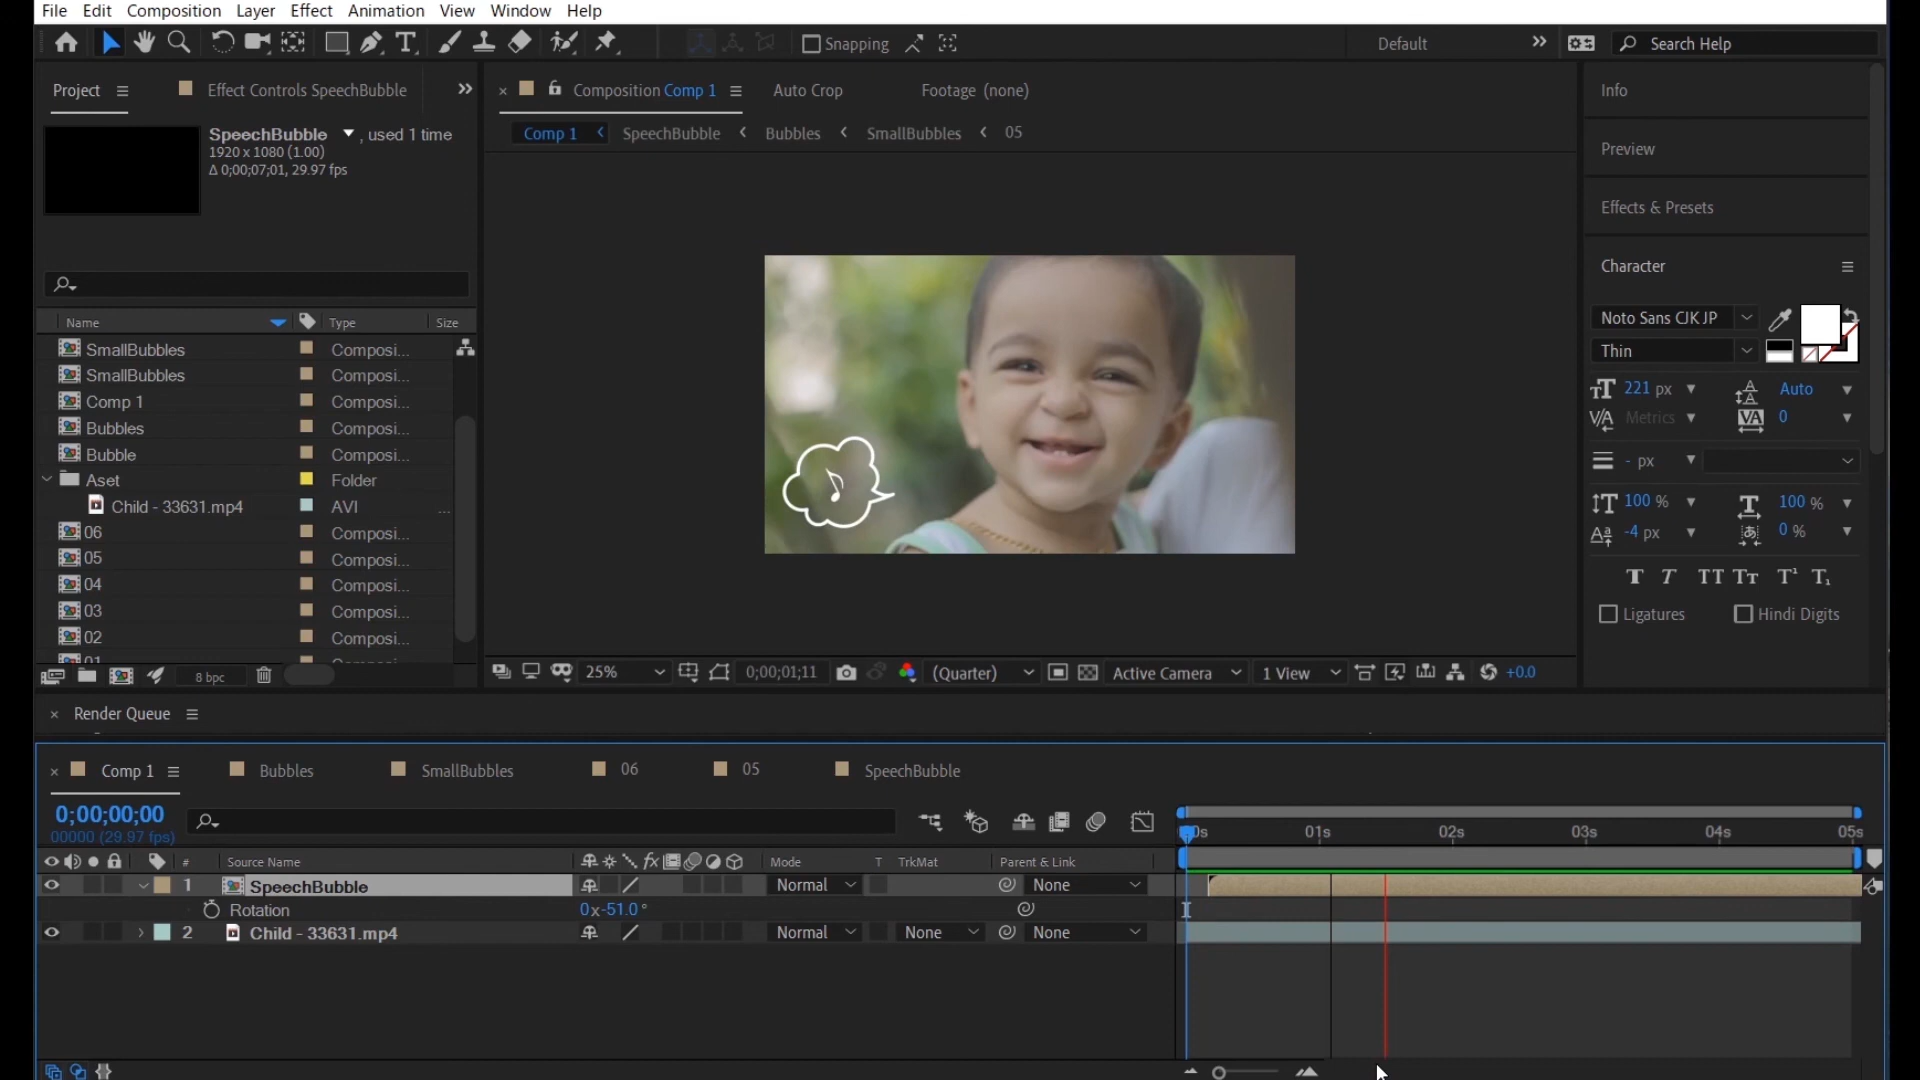 File Edit Composition Layer Effect Animation View Window Help
Snapping Default Search Help
Project Effect Controls SpeechBubble
Composition Comp 1 Auto Crop Footage (none)
Info
Comp 1 SpeechBubble Bubbles SmallBubbles 05
SpeechBubble , used 1 time
1920 x 1080 (1.00)
Δ 0;00;07;01, 29.97 fps
Preview
Effects & Presets
Character
Noto Sans CJK JP
Thin
221 px Auto
Metrics 0
- px
100 % 100 %
-4 px 0 %
Ligatures Hindi Digits
Name Type Size
SmallBubbles Composi...
SmallBubbles Composi...
Comp 1 Composi...
Bubbles Composi...
Bubble Composi...
Aset Folder
Child - 33631.mp4 AVI ...
06 Composi...
05 Composi...
04 Composi...
03 Composi...
02 Composi...
01 Composi...
8 bpc
25% 0;00;01;11 (Quarter) Active Camera 1 View +0.0
Render Queue
Comp 1 Bubbles SmallBubbles 06 05 SpeechBubble
0;00;00;00
00000 (29.97 fps)
0s 01s 02s 03s 04s 05s
# Source Name fx Mode T TrkMat Parent & Link
1 SpeechBubble Normal None
Rotation 0x-51.0°
2 Child - 33631.mp4 Normal None None